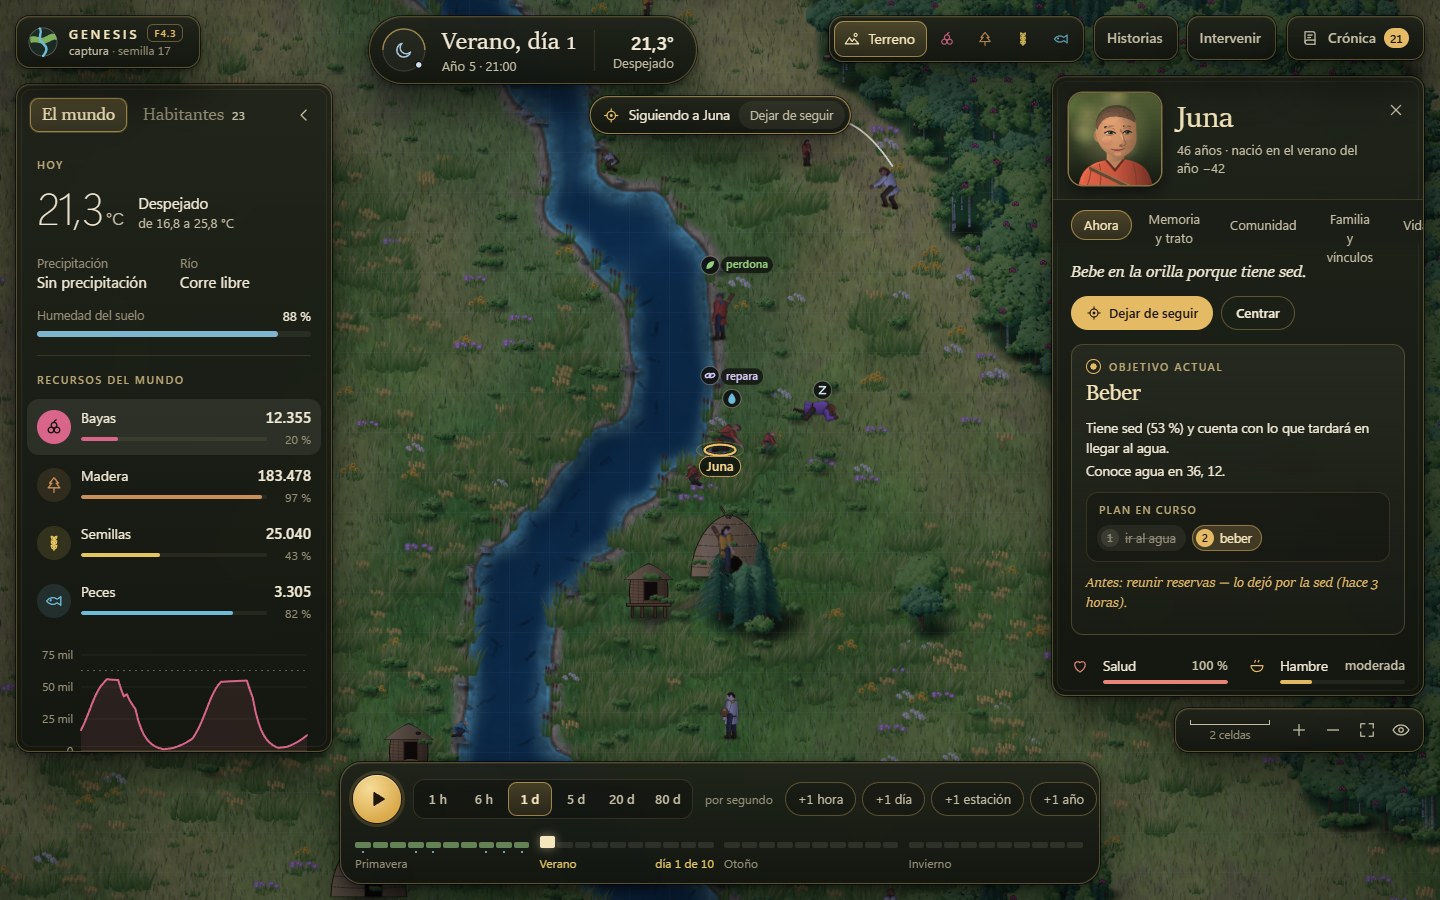 GENESIS F4.3
captura · semilla 17
Verano, día 1
Año 5 · 21:00
21,3°
Despejado
Terreno
Historias
Intervenir
Crónica 21
El mundo
Habitantes 23
HOY
21,3 °C
Despejado
de 16,8 a 25,8 °C
Precipitación
Sin precipitación
Río
Corre libre
Humedad del suelo 88 %
RECURSOS DEL MUNDO
Bayas 12.355
20 %
Madera 183.478
97 %
Semillas 25.040
43 %
Peces 3.305
82 %
75 mil
50 mil
25 mil
0
Siguiendo a Juna Dejar de seguir
perdona
repara
Z
Juna
Juna
46 años · nació en el verano del
año −42
Ahora
Memoria
y trato
Comunidad
Familia
y
vínculos
Bebe en la orilla porque tiene sed.
Dejar de seguir
Centrar
OBJETIVO ACTUAL
Beber
Tiene sed (53 %) y cuenta con lo que tardará en
llegar al agua.
Conoce agua en 36, 12.
PLAN EN CURSO
1 ir al agua 2 beber
Antes: reunir reservas — lo dejó por la sed (hace 3
horas).
Salud 100 %
Hambre moderada
2 celdas
1 h 6 h 1 d 5 d 20 d 80 d por segundo +1 hora +1 día +1 estación +1 año
Primavera
Verano día 1 de 10
Otoño
Invierno